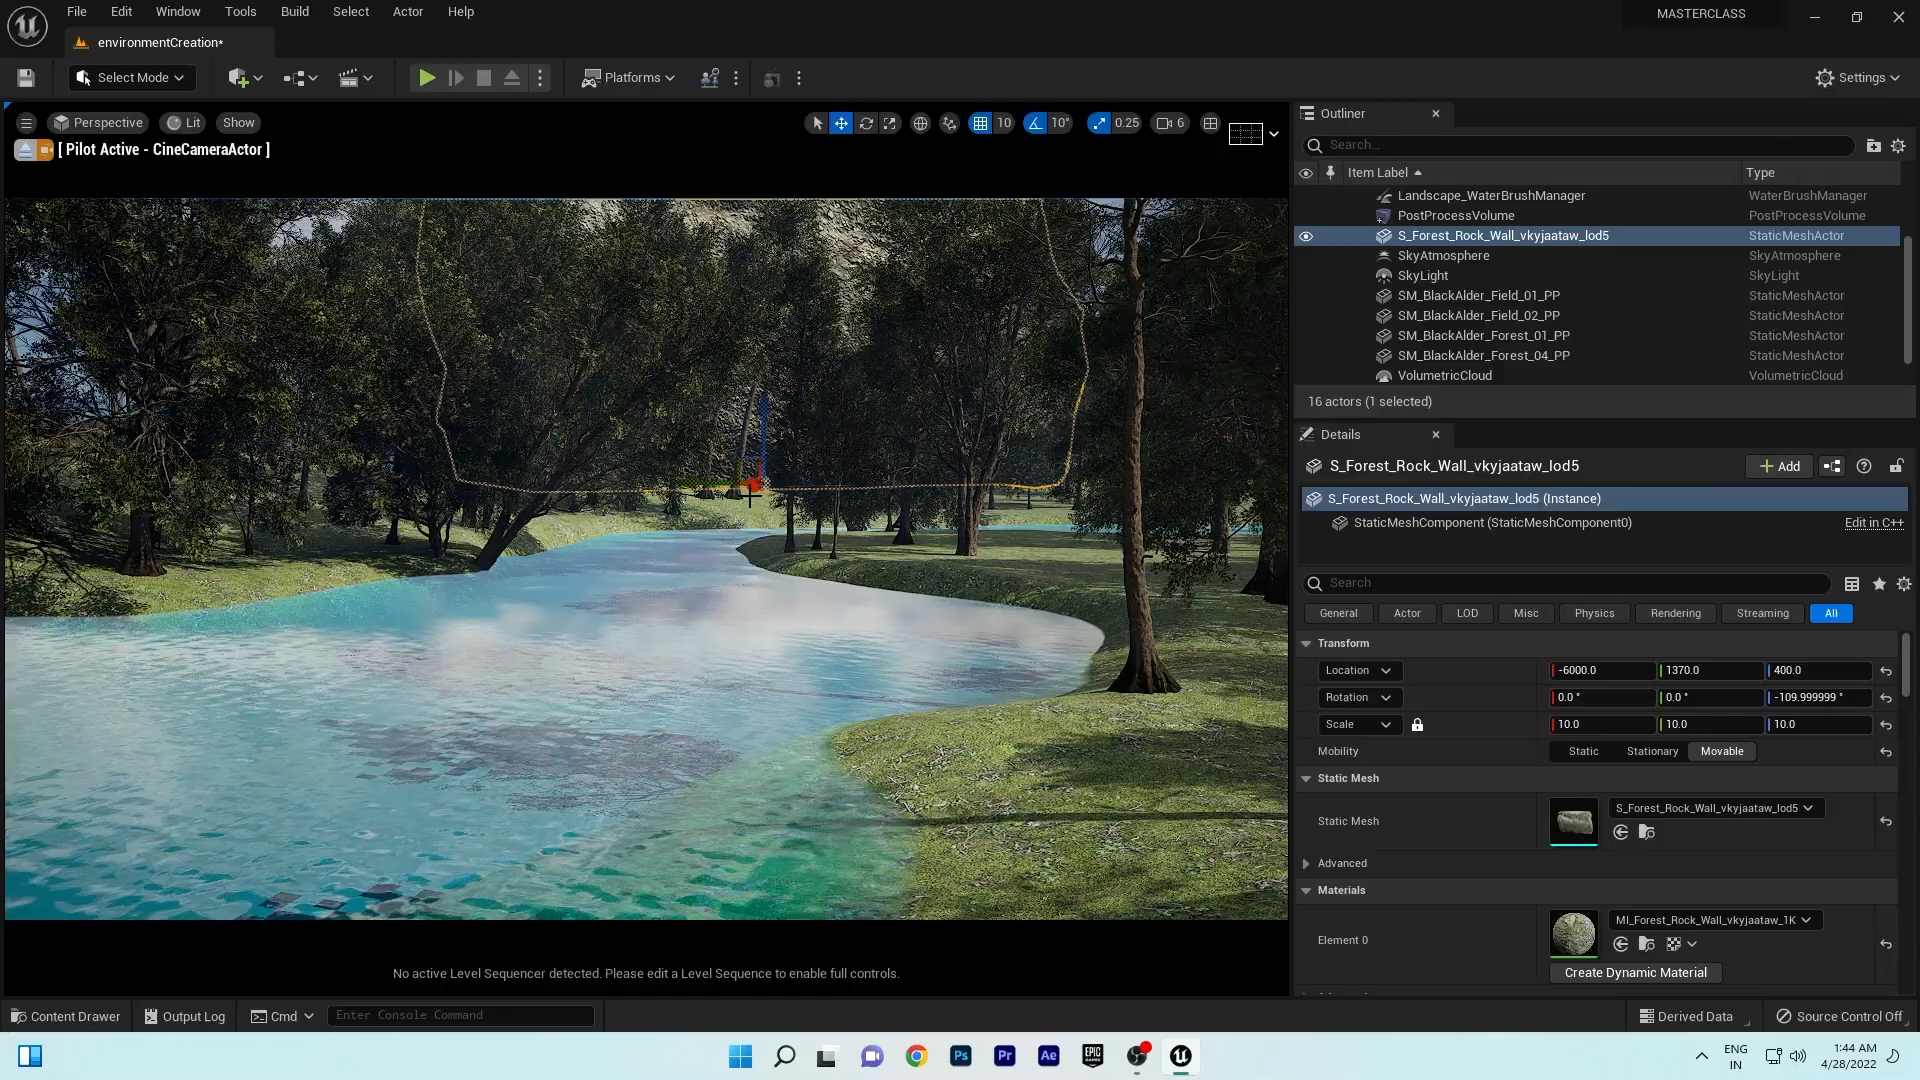 File Edit Window Tools Build Select Actor Help
MASTERCLASS
environmentCreation*
Select Mode
Platforms
Settings
Perspective Lit Show
10 10° 0.25 6
[ Pilot Active - CineCameraActor ]
No active Level Sequencer detected. Please edit a Level Sequence to enable full controls.
Outliner
Search...
Item Label Type
Landscape_WaterBrushManager WaterBrushManager
PostProcessVolume PostProcessVolume
S_Forest_Rock_Wall_vkyjaataw_lod5 StaticMeshActor
SkyAtmosphere SkyAtmosphere
SkyLight SkyLight
SM_BlackAlder_Field_01_PP StaticMeshActor
SM_BlackAlder_Field_02_PP StaticMeshActor
SM_BlackAlder_Forest_01_PP StaticMeshActor
SM_BlackAlder_Forest_04_PP StaticMeshActor
VolumetricCloud VolumetricCloud
16 actors (1 selected)
Details
S_Forest_Rock_Wall_vkyjaataw_lod5
Add
S_Forest_Rock_Wall_vkyjaataw_lod5 (Instance)
StaticMeshComponent (StaticMeshComponent0) Edit in C++
Search
General Actor LOD Misc Physics Rendering Streaming All
Transform
Location -6000.0 1370.0 400.0
Rotation 0.0 ° 0.0 ° -109.999999 °
Scale 10.0 10.0 10.0
Mobility Static Stationary Movable
Static Mesh
Static Mesh S_Forest_Rock_Wall_vkyjaataw_lod5
Advanced
Materials
Element 0 MI_Forest_Rock_Wall_vkyjaataw_1K
Create Dynamic Material
Content Drawer Output Log Cmd Enter Console Command Derived Data Source Control Off
Ps Pr Ae EPIC GAMES
ENG
IN
1:44 AM
4/28/2022